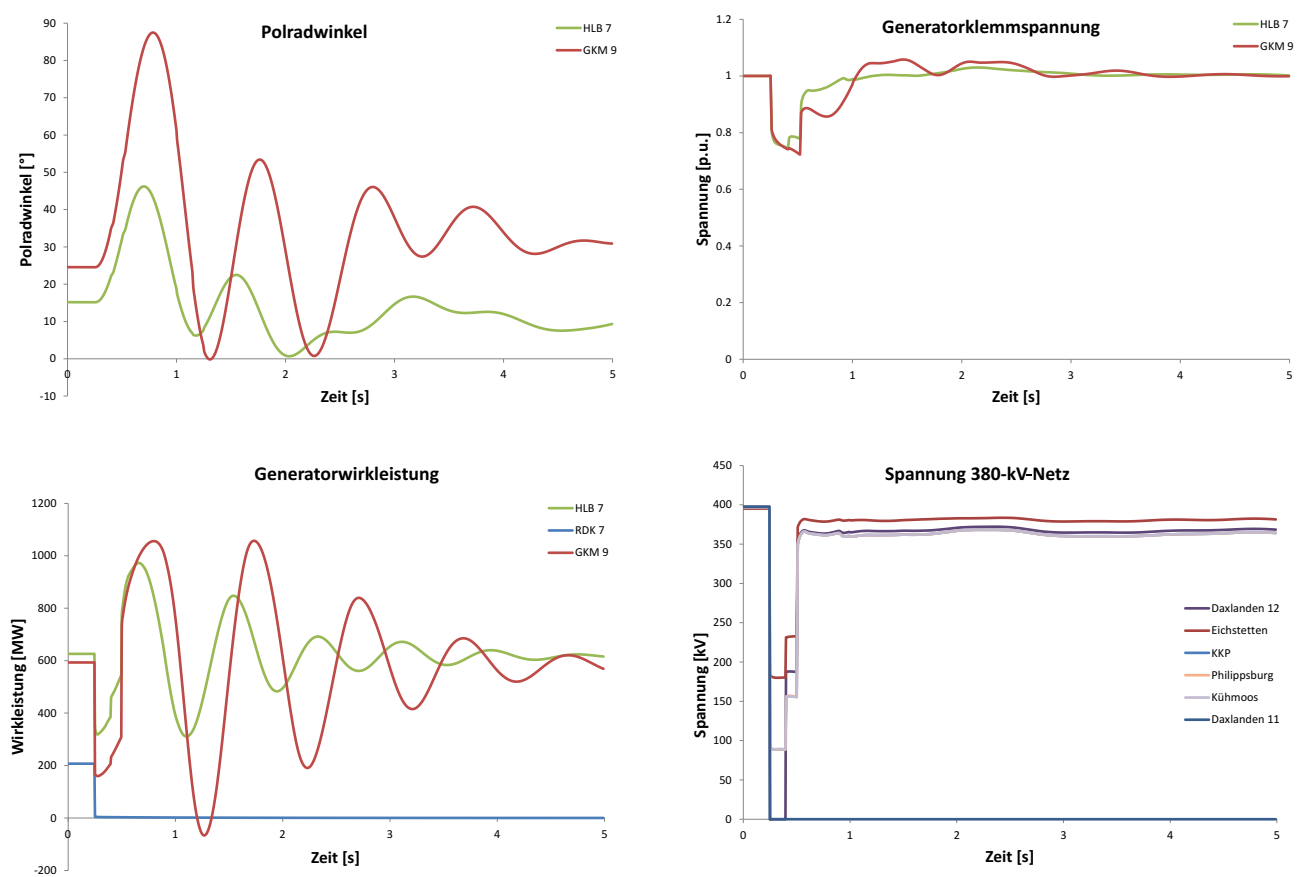 Polradwinkel
HLB 7
GKM 9
Polradwinkel [°]
90
80
70
60
50
40
30
20
10
0
-10
0 1 2 3 4 5
Zeit [s]
Generatorklemmspannung
HLB 7
GKM 9
Spannung [p.u.]
1.2
1
0.8
0.6
0.4
0.2
0
0 1 2 3 4 5
Zeit [s]
Generatorwirkleistung
HLB 7
RDK 7
GKM 9
Wirkleistung [MW]
1200
1000
800
600
400
200
0
-200
0 1 2 3 4 5
Zeit [s]
Spannung 380-kV-Netz
Spannung [kV]
450
400
350
300
250
200
150
100
50
0
0 1 2 3 4 5
Zeit [s]
Daxlanden 12
Eichstetten
KKP
Philippsburg
Kühmoos
Daxlanden 11